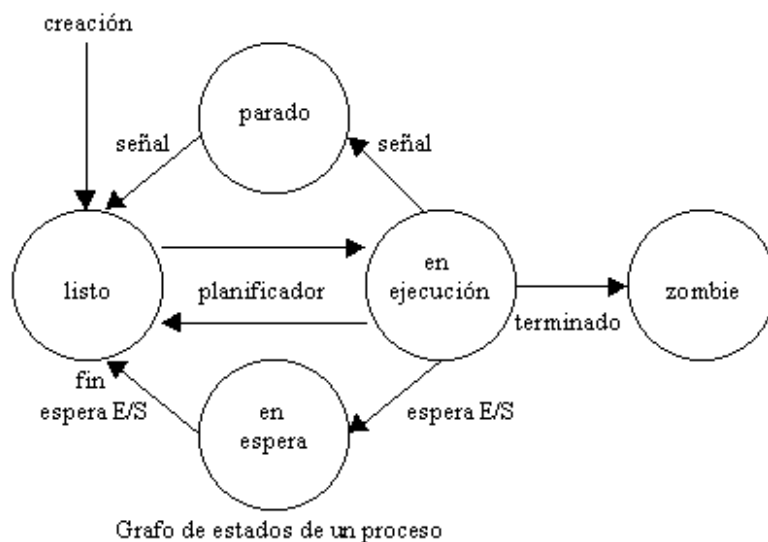 creación
parado
señal
señal
listo
planificador
en
ejecución
terminado
zombie
fin
espera E/S
en
espera
espera E/S
Grafo de estados de un proceso